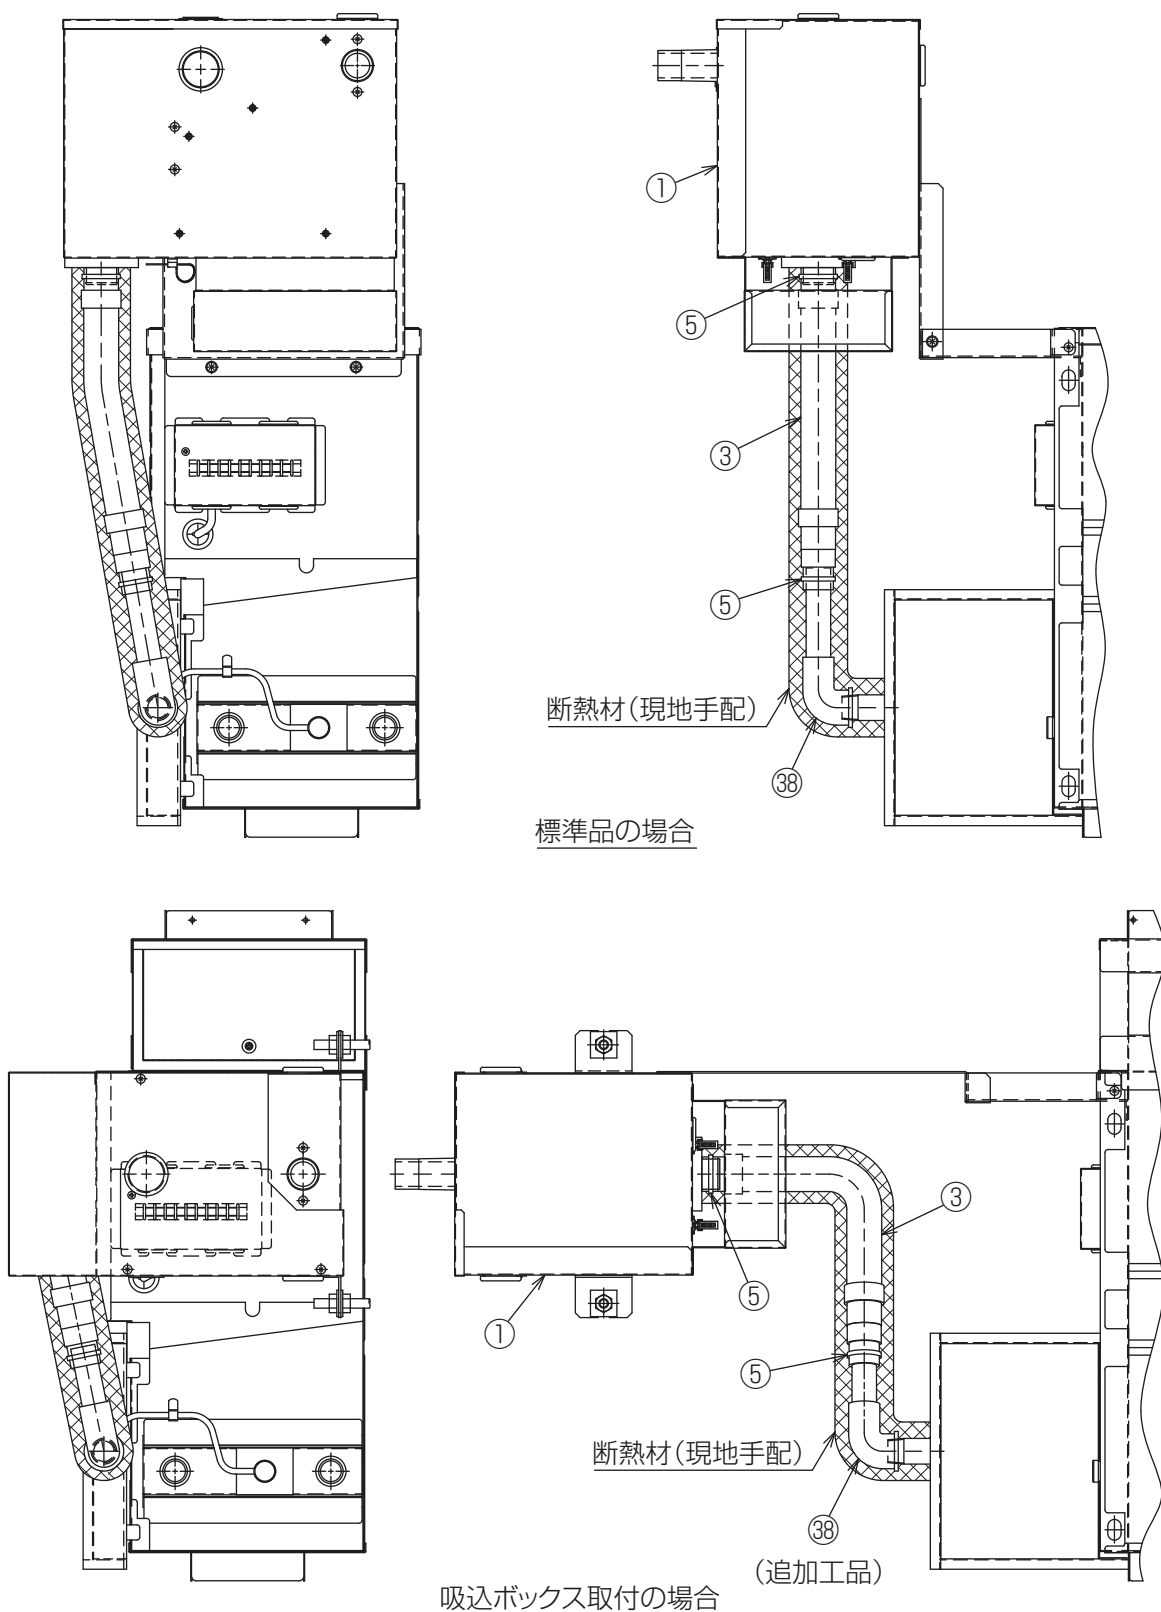 ①
⑤
③
⑤
断熱材(現地手配)
㊳
標準品の場合
③
⑤
①
⑤
断熱材(現地手配)
㊳
(追加工品)
吸込ボックス取付の場合